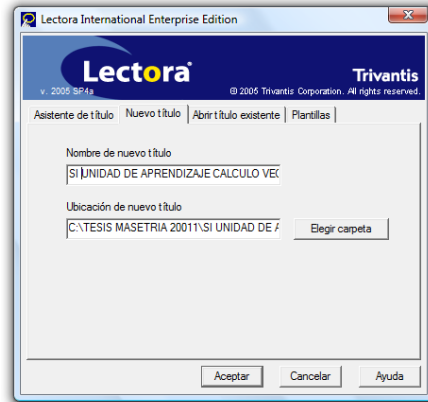 Lectora International Enterprise Edition
Lectora
Trivantis
v. 2005 SP4a
© 2005 Trivantis Corporation. All rights reserved.
Asistente de título Nuevo título Abrir título existente Plantillas
Nombre de nuevo título
SI UNIDAD DE APRENDIZAJE CALCULO VEC
Ubicación de nuevo título
C:\TESIS MASETRIA 20011\SI UNIDAD DE A
Elegir carpeta
Aceptar Cancelar Ayuda